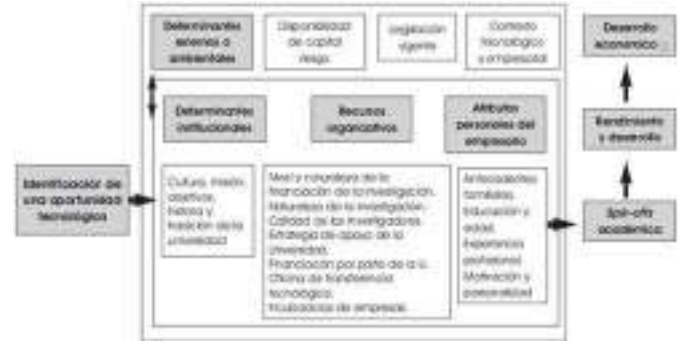 Determinantes
externos o
ambientales
Disponibilidad
de capital
riesgo
Legislación
vigente
Contexto
tecnológico
y empresarial
Desarrollo
económico
Determinantes
institucionales
Recursos
organizativos
Atributos
personales del
empresario
Rendimiento
y desarrollo
Identificación de
una oportunidad
tecnológica
Cultura, misión,
objetivos,
historia y
tradición de la
universidad
Nivel y naturaleza de la
financiación de la investigación.
Naturaleza de la investigación.
Calidad de los investigadores.
Estrategia de apoyo de la
Universidad.
Financiación por parte de la U.
Oficina de transferencia
tecnológica.
Incubadoras de empresas.
Antecedentes
familiares
Educación y
edad
Experiencia
profesional
Motivación y
personalidad
Spin-offs
académica